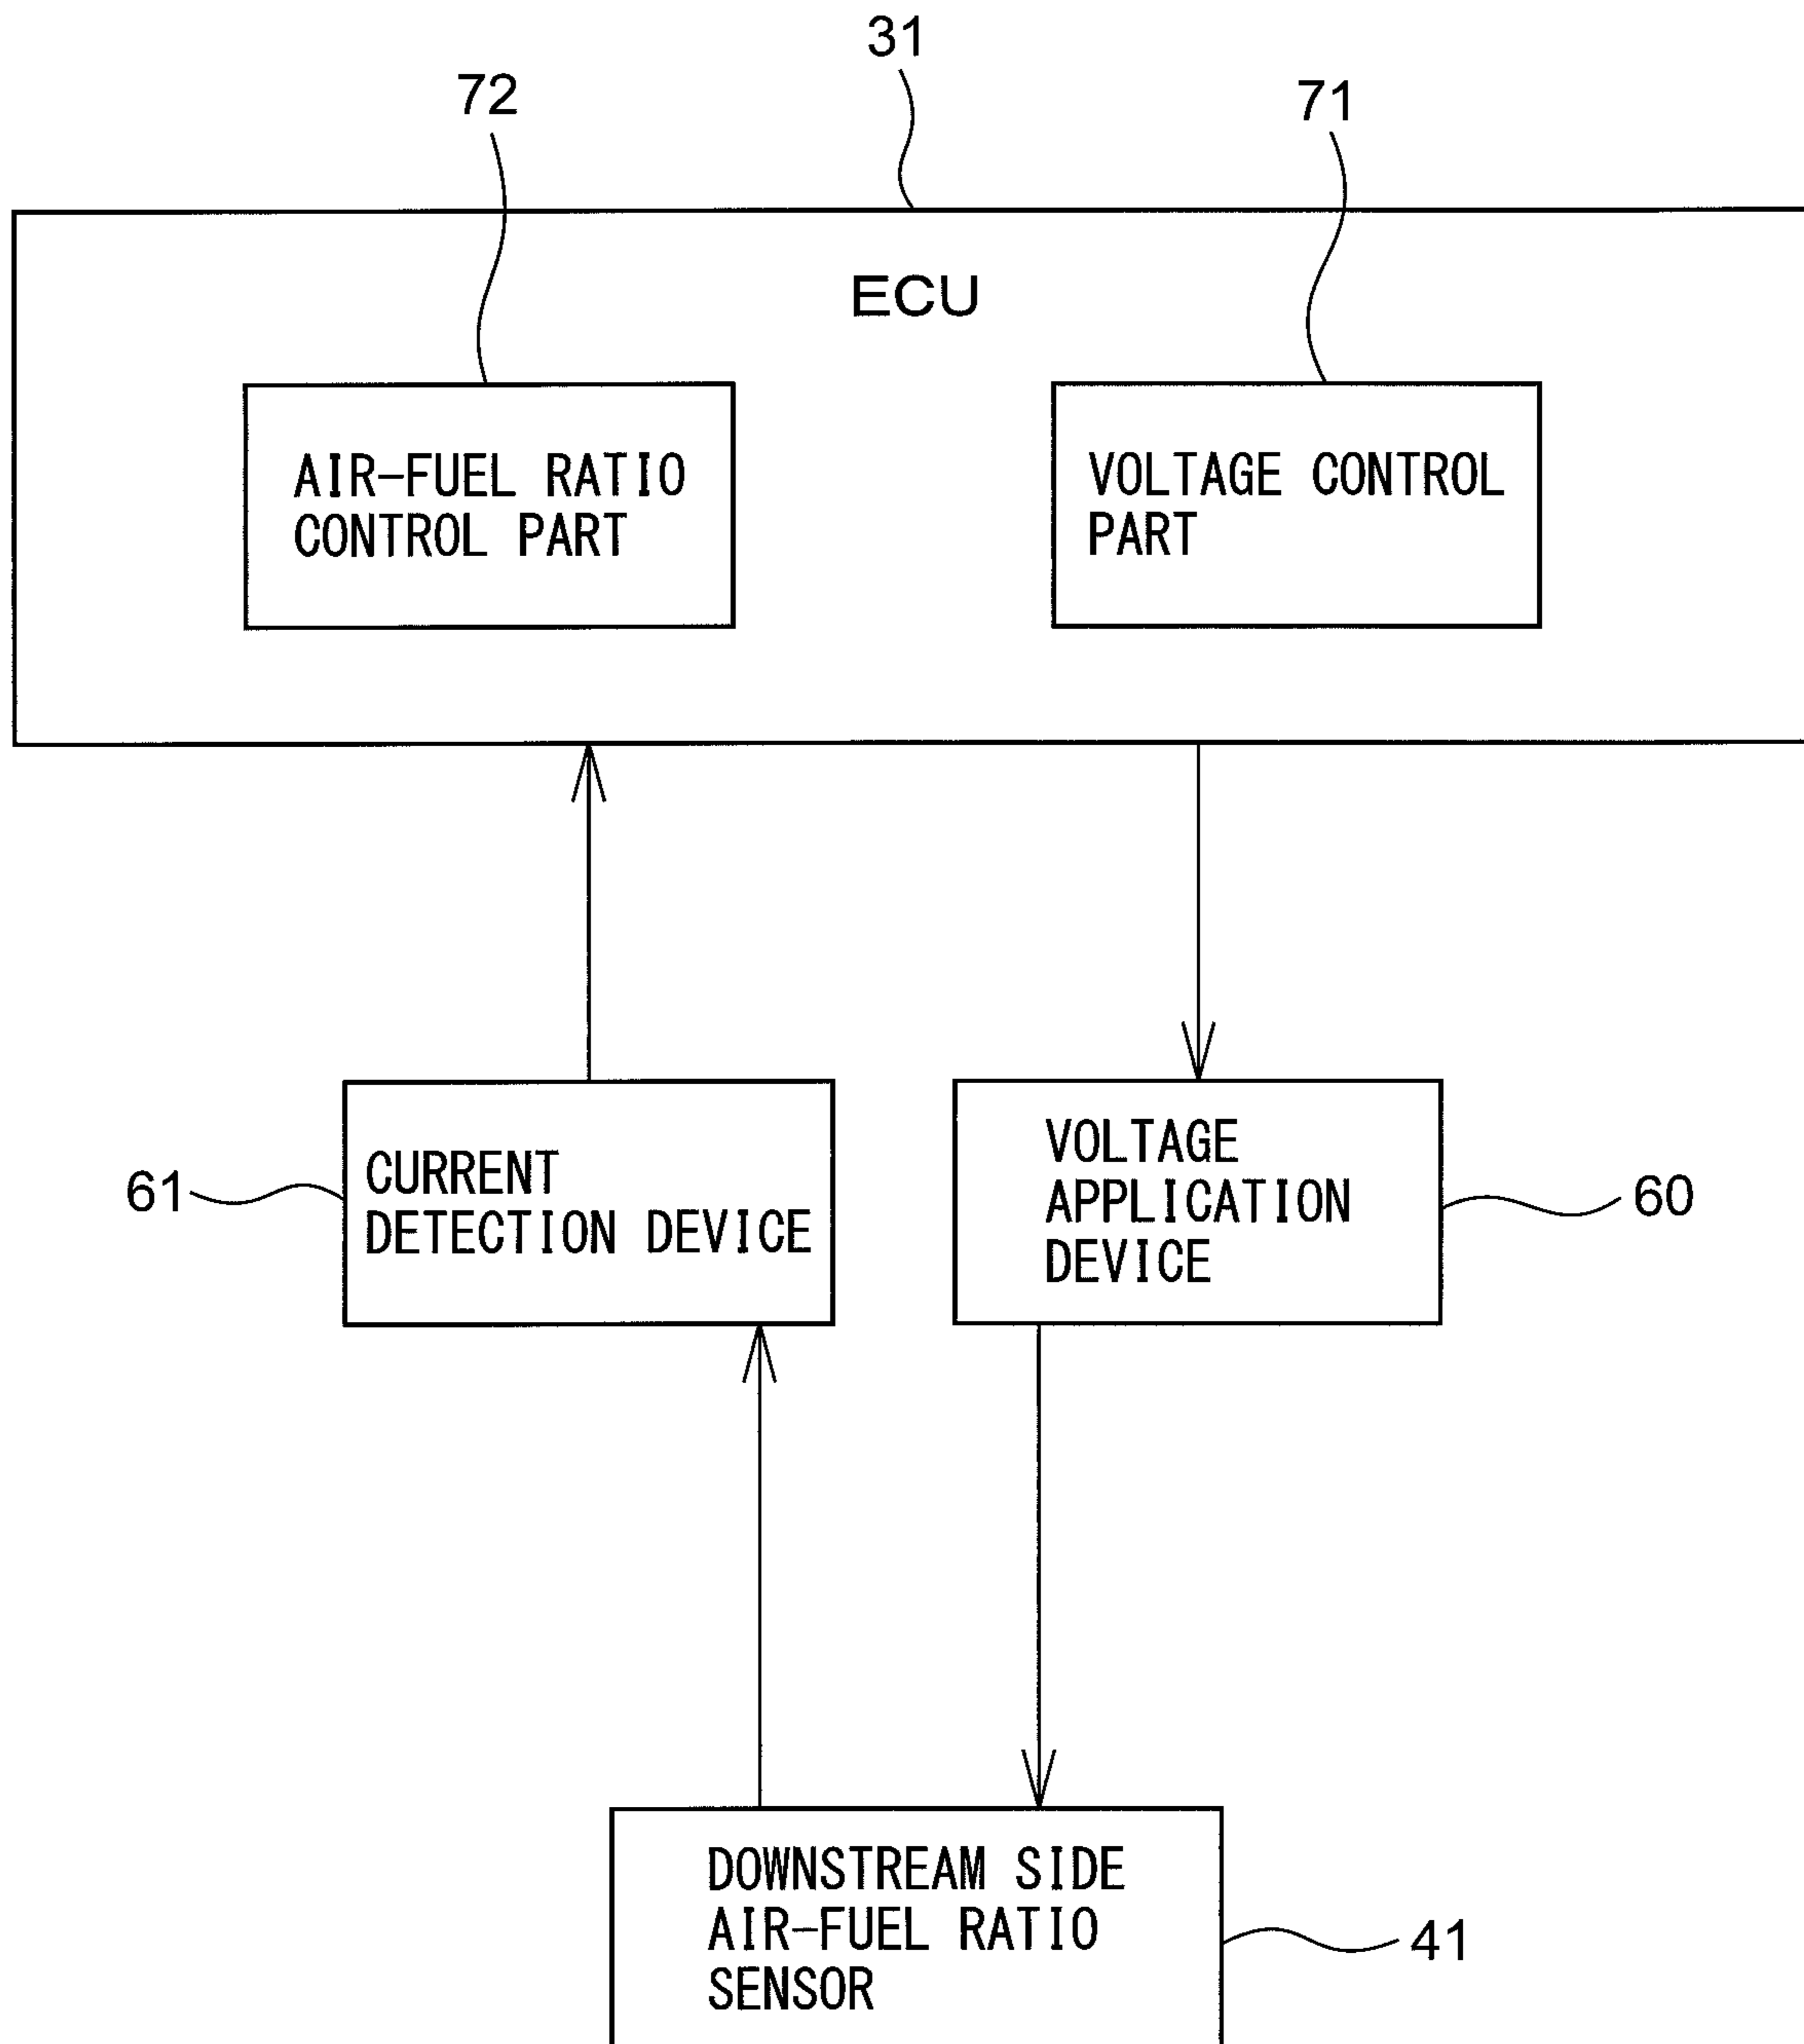 31
72
71
ECU
AIR-FUEL RATIO
CONTROL PART
VOLTAGE CONTROL
PART
61
CURRENT
DETECTION DEVICE
VOLTAGE
APPLICATION
DEVICE
60
DOWNSTREAM SIDE
AIR-FUEL RATIO
SENSOR
41